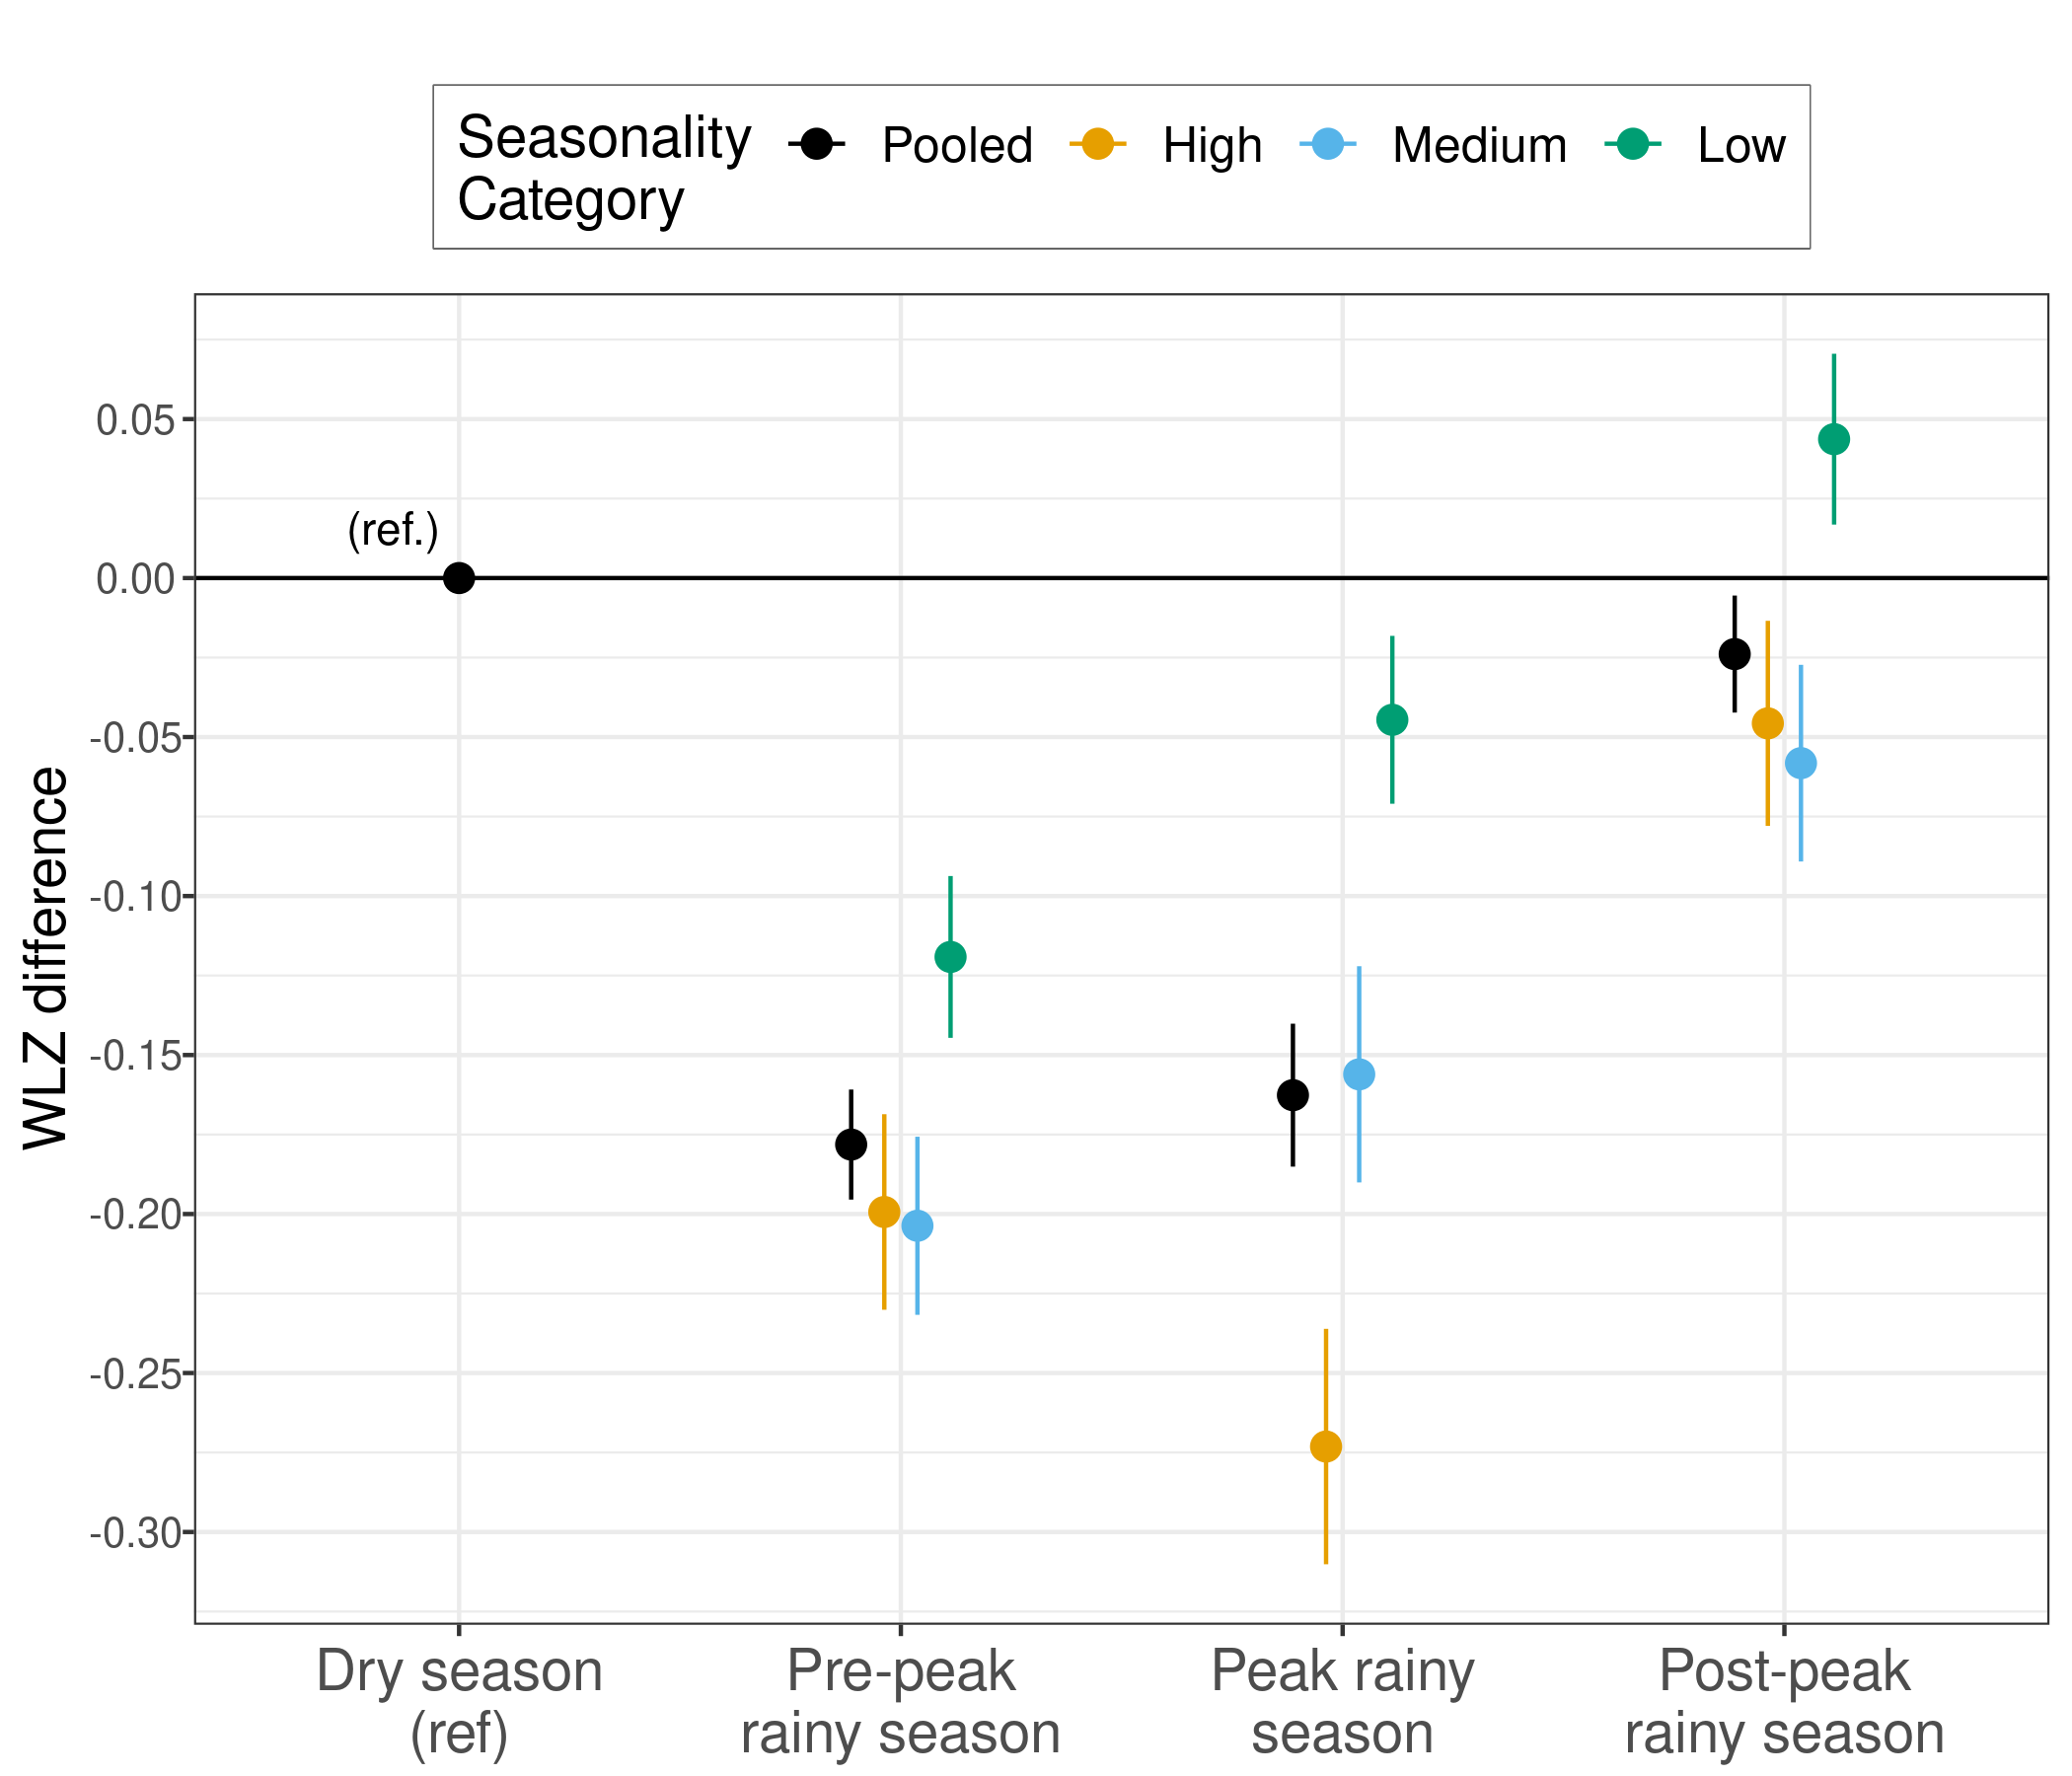 Seasonality
Category
Pooled
High
Medium
Low
WLZ difference
0.05
0.00
-0.05
-0.10
-0.15
-0.20
-0.25
-0.30
(ref.)
Dry season
(ref)
Pre-peak
rainy season
Peak rainy
season
Post-peak
rainy season